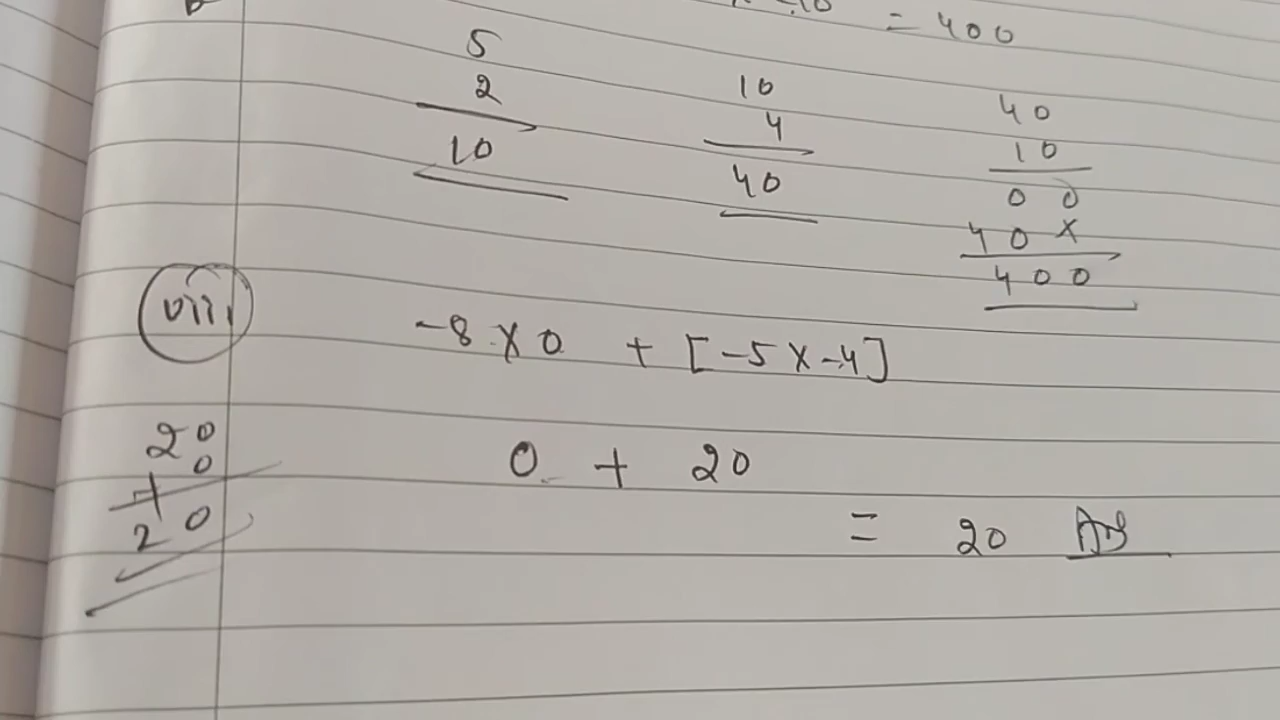 = 400
5
2
10
10
4
40
40
10
0 0
4 0 X
4 0 0
viii,
-8 X 0 + [-5 X -4]
20
0
+
20
0 + 20
= 20 Ans